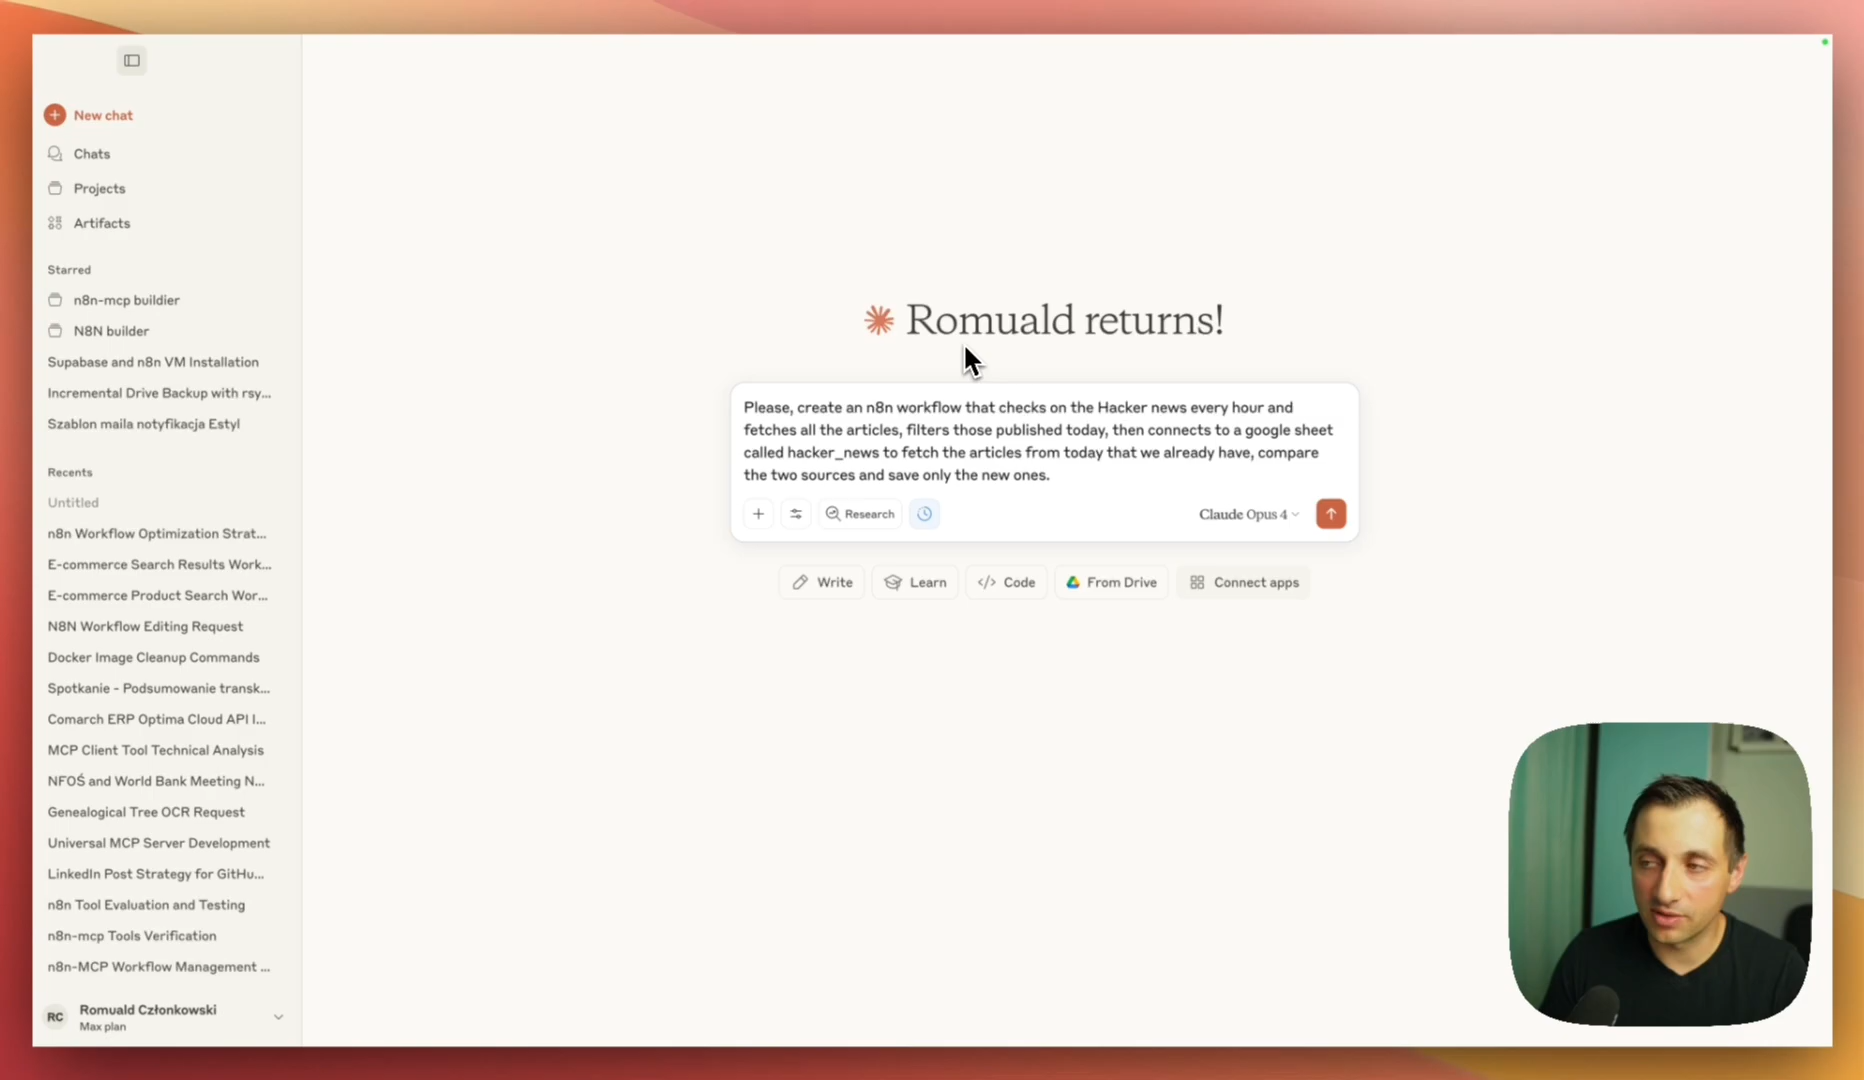 New chat
Chats
Projects
Artifacts
Starred
n8n-mcp buildier
N8N builder
Supabase and n8n VM Installation
Incremental Drive Backup with rsy...
Szablon maila notyfikacja Estyl
Recents
Untitled
n8n Workflow Optimization Strat...
E-commerce Search Results Work...
E-commerce Product Search Wor...
N8N Workflow Editing Request
Docker Image Cleanup Commands
Spotkanie - Podsumowanie transk...
Comarch ERP Optima Cloud API I...
MCP Client Tool Technical Analysis
NFOŚ and World Bank Meeting N...
Genealogical Tree OCR Request
Universal MCP Server Development
LinkedIn Post Strategy for GitHu...
n8n Tool Evaluation and Testing
n8n-mcp Tools Verification
n8n-MCP Workflow Management ...
RC
Romuald Członkowski
Max plan
Romuald returns!
Please, create an n8n workflow that checks on the Hacker news every hour and
fetches all the articles, filters those published today, then connects to a google sheet
called hacker_news to fetch the articles from today that we already have, compare
the two sources and save only the new ones.
Research
Claude Opus 4
Write
Learn
Code
From Drive
Connect apps